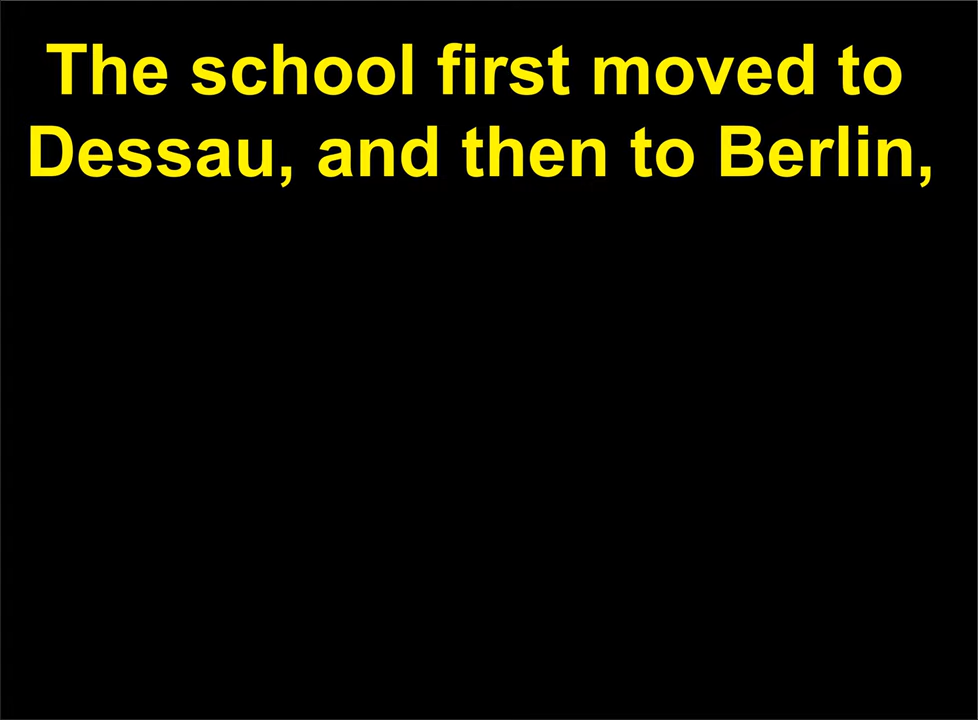 The school first moved to
Dessau, and then to Berlin,